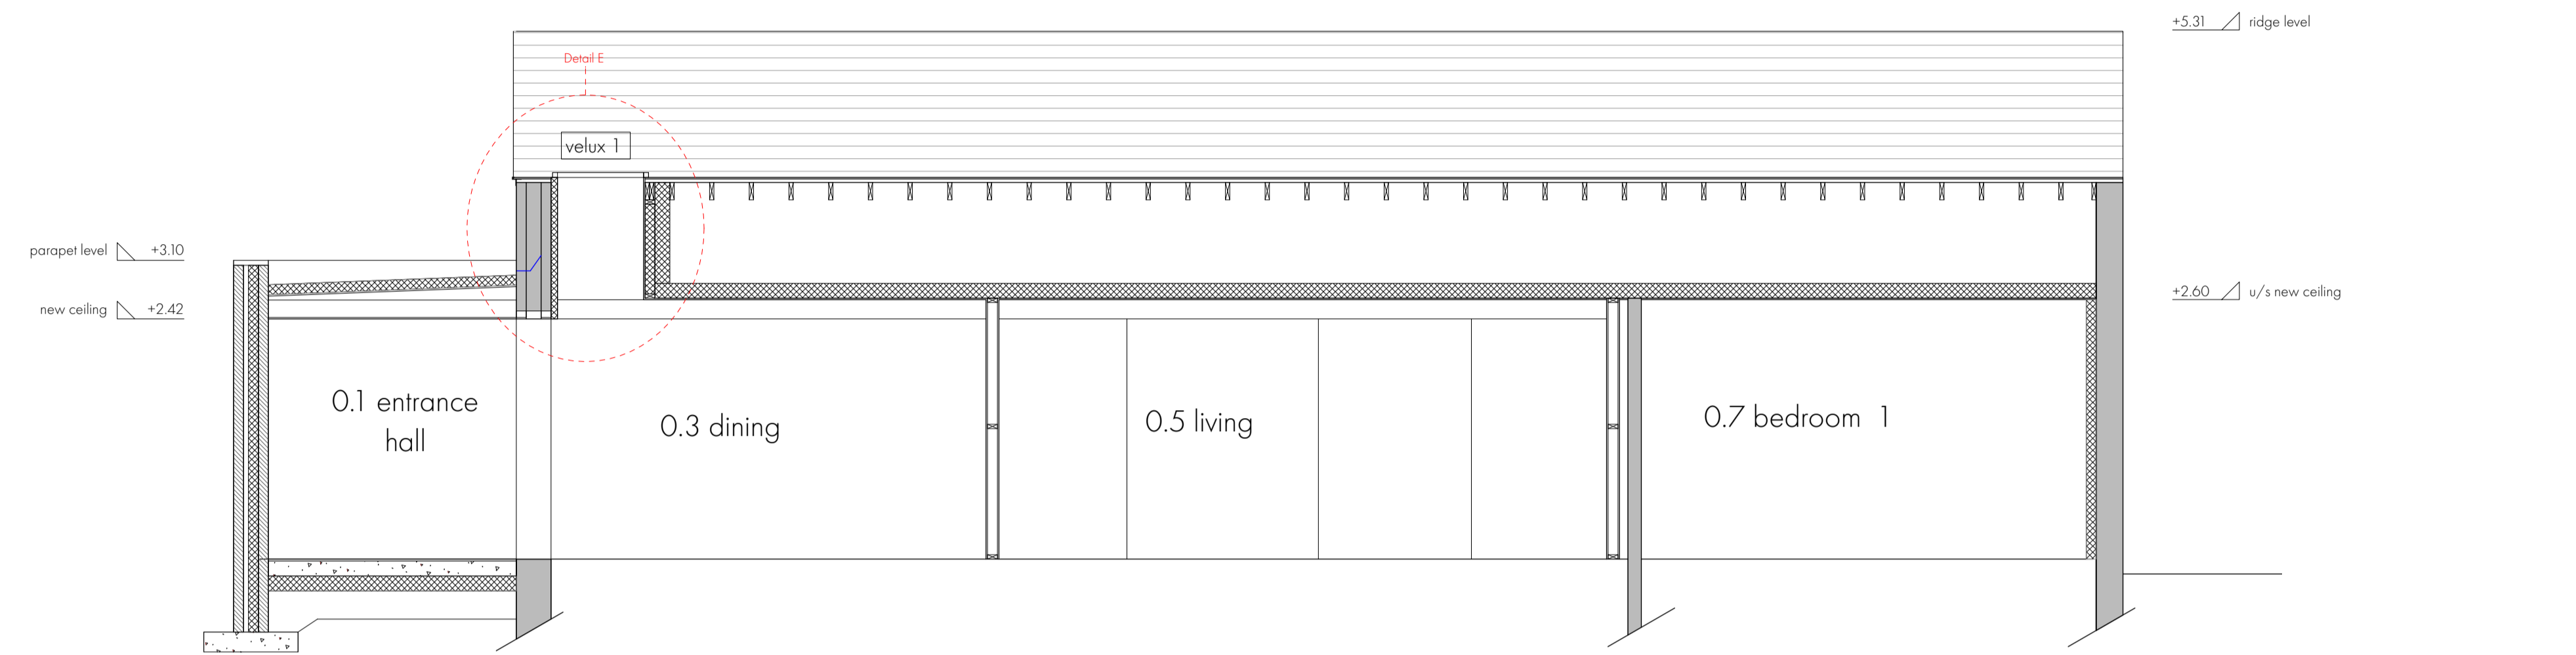 +5.31 ridge level
Detail E
velux 1
parapet level +3.10
new ceiling +2.42
+2.60 u/s new ceiling
0.1 entrance
hall
0.3 dining
0.5 living
0.7 bedroom 1